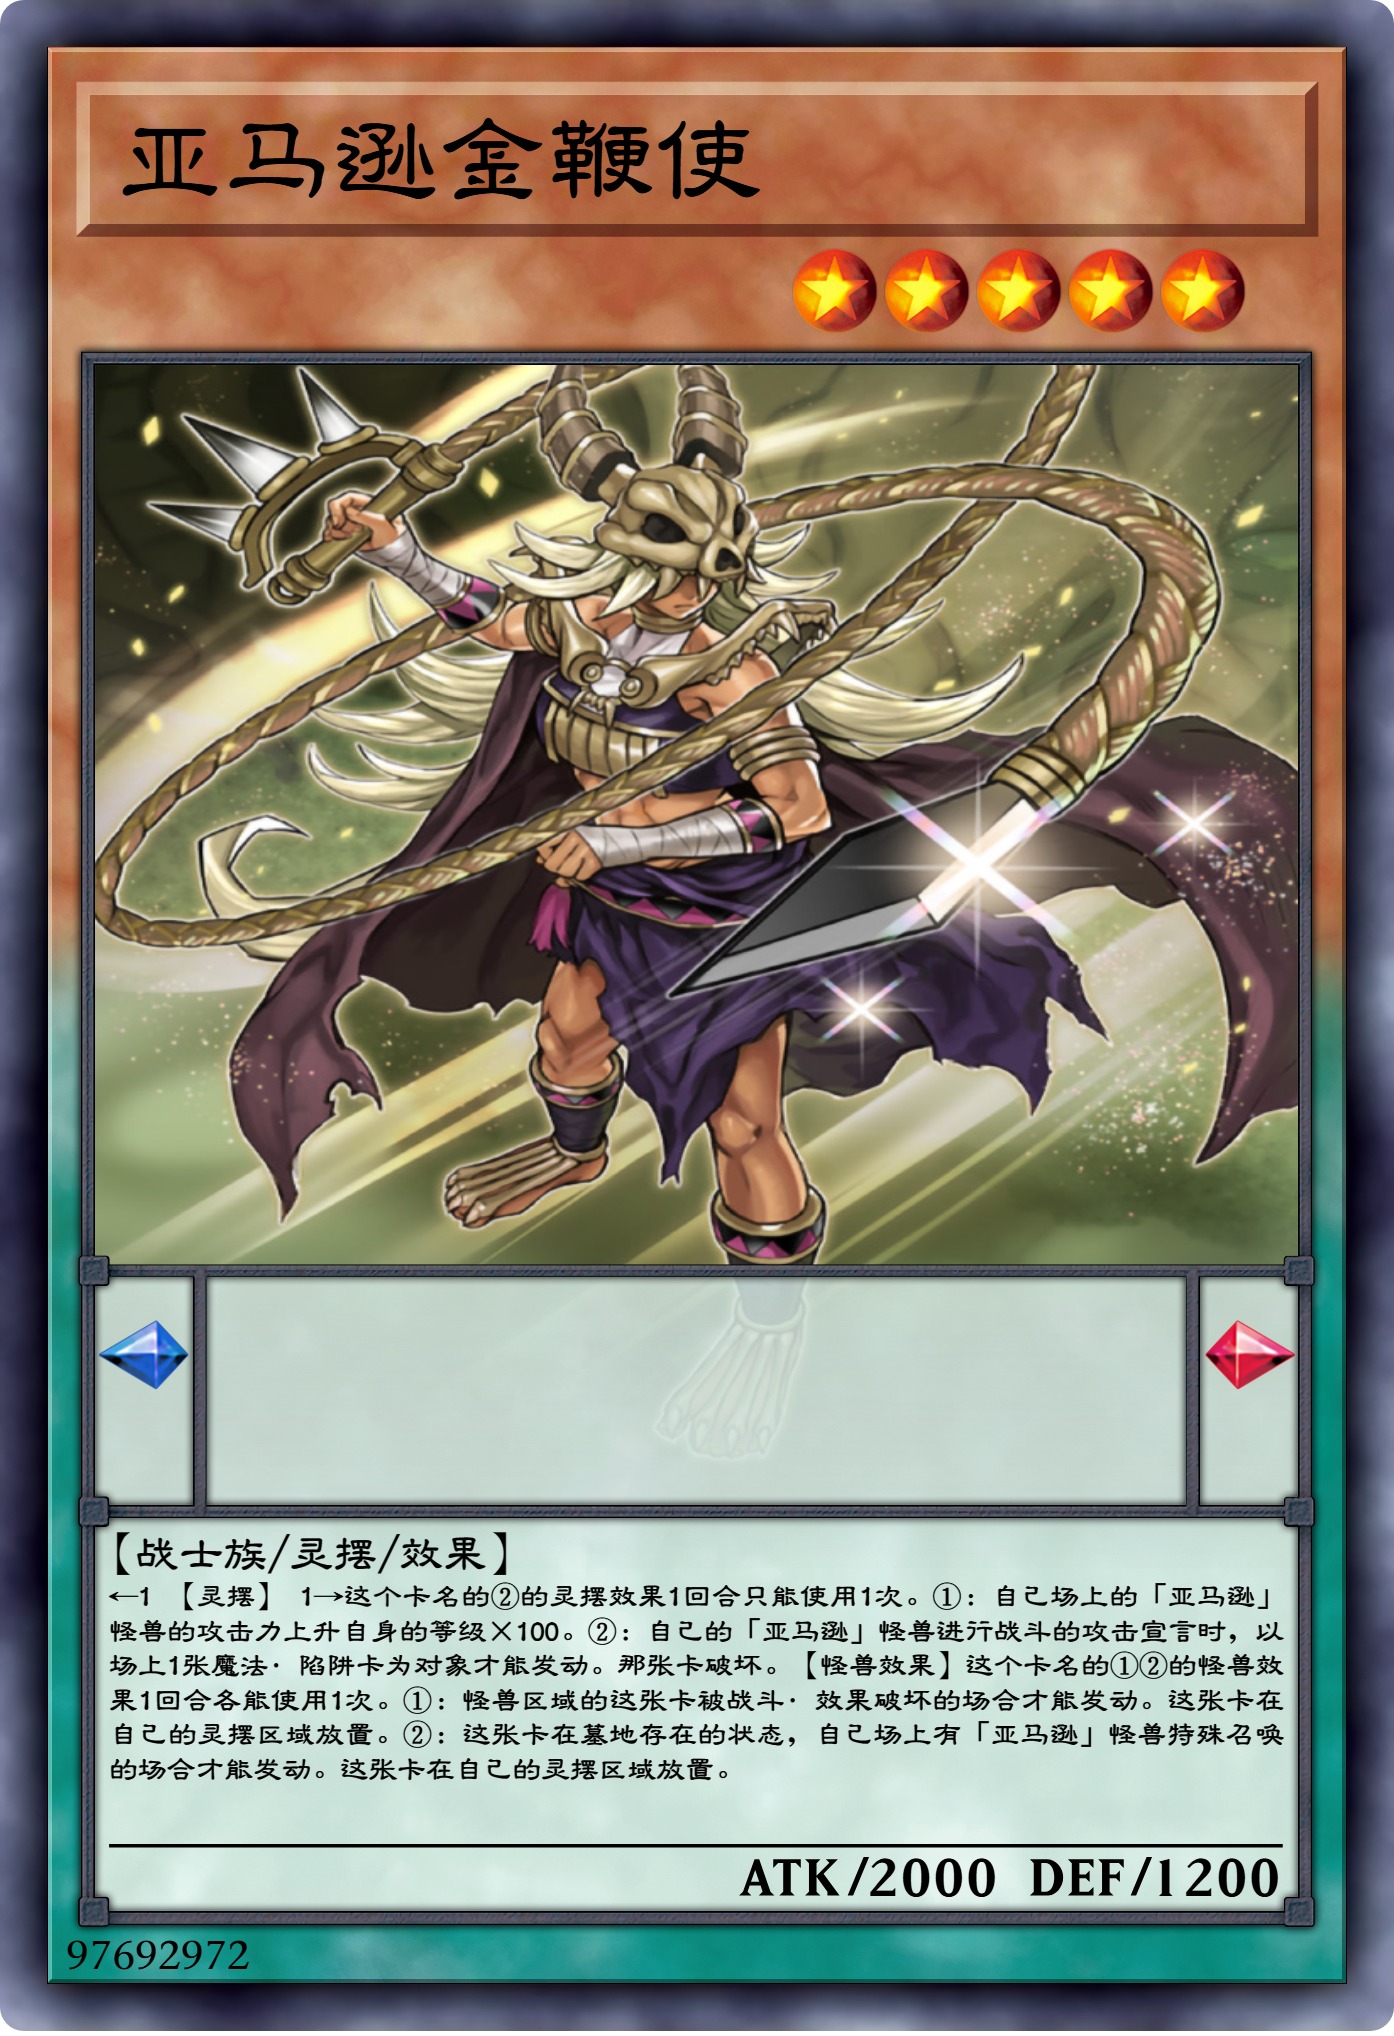 亚马逊金鞭使
【战士族/灵摆/效果】
←1 【灵摆】 1→这个卡名的②的灵摆效果1回合只能使用1次。①：自己场上的「亚马逊」
怪兽的攻击力上升自身的等级×100。②：自己的「亚马逊」怪兽进行战斗的攻击宣言时，以
场上1张魔法·陷阱卡为对象才能发动。那张卡破坏。【怪兽效果】这个卡名的①②的怪兽效
果1回合各能使用1次。①：怪兽区域的这张卡被战斗·效果破坏的场合才能发动。这张卡在
自己的灵摆区域放置。②：这张卡在墓地存在的状态，自己场上有「亚马逊」怪兽特殊召唤
的场合才能发动。这张卡在自己的灵摆区域放置。
ATK/2000 DEF/1200
97692972